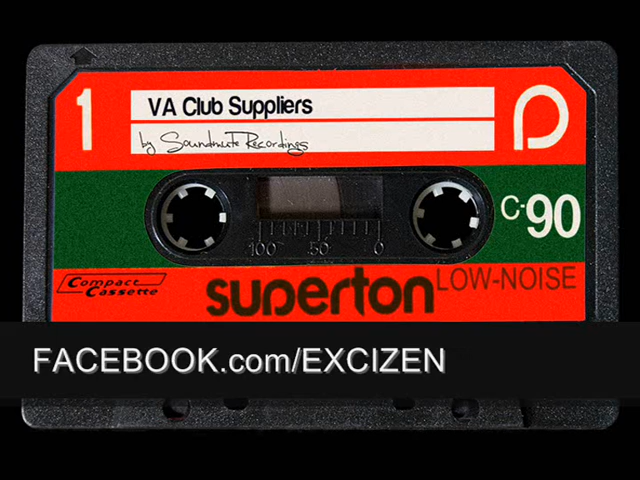 1
VA Club Suppliers
by Soundmute Recordings
C-90
100 50 0
Compact
Cassette
superton
LOW-NOISE
FACEBOOK.com/EXCIZEN